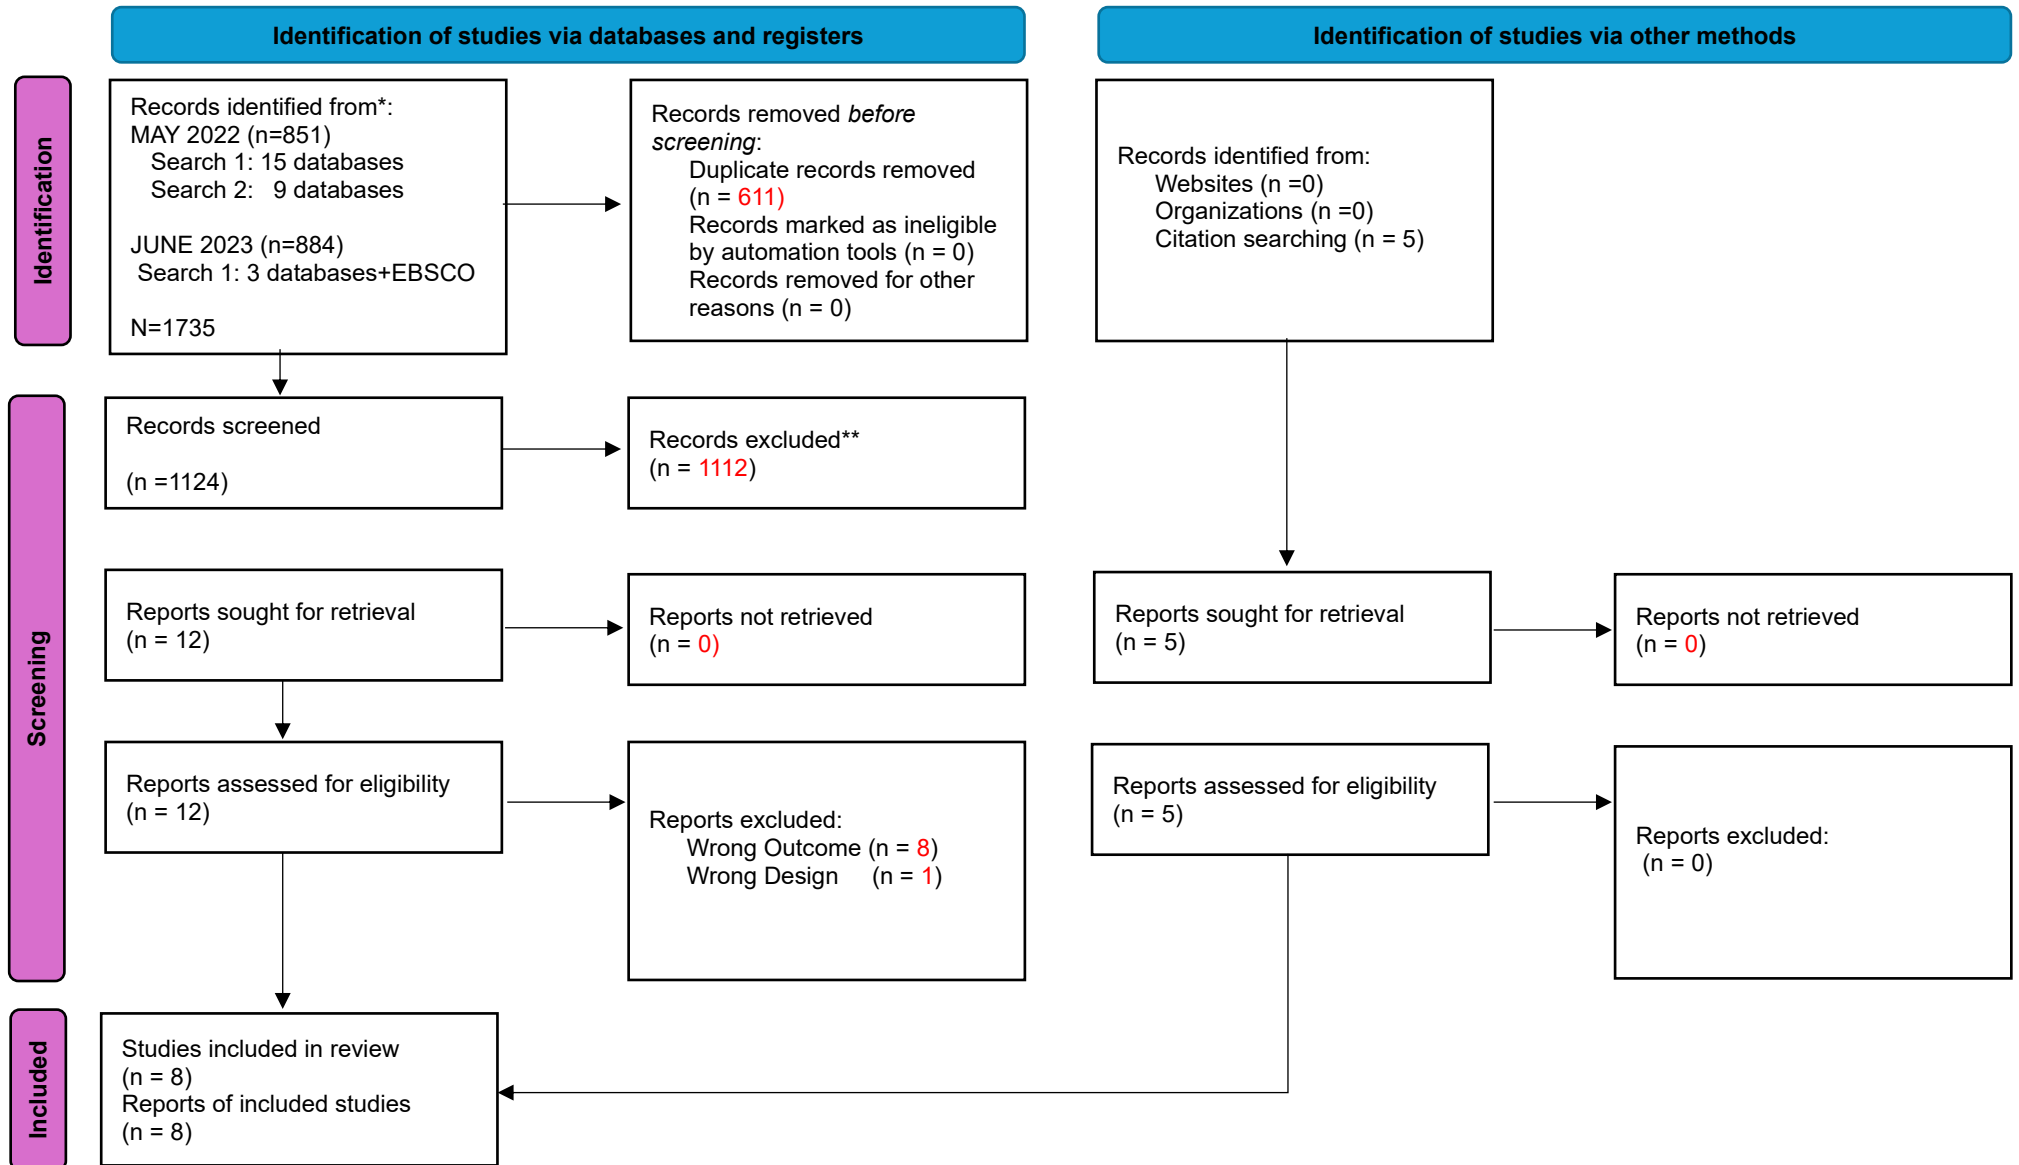 Identification of studies via databases and registers
Identification of studies via other methods
Identification
Records identified from*:
MAY 2022 (n=851)
Search 1: 15 databases
Search 2:   9 databases
JUNE 2023 (n=884)
Search 1: 3 databases+EBSCO
N=1735
Records removed before
screening:
Duplicate records removed
(n = 611)
Records marked as ineligible
by automation tools (n = 0)
Records removed for other
reasons (n = 0)
Records identified from:
Websites (n =0)
Organizations (n =0)
Citation searching (n = 5)
Screening
Records screened
(n =1124)
Records excluded**
(n = 1112)
Reports sought for retrieval
(n = 12)
Reports not retrieved
(n = 0)
Reports sought for retrieval
(n = 5)
Reports not retrieved
(n = 0)
Reports assessed for eligibility
(n = 12)
Reports excluded:
Wrong Outcome (n = 8)
Wrong Design     (n = 1)
Reports assessed for eligibility
(n = 5)
Reports excluded:
(n = 0)
Included
Studies included in review
(n = 8)
Reports of included studies
(n = 8)